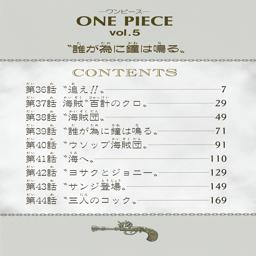 —ワンピース—
ONE PIECE
vol.5
〝誰が為に鐘は鳴る〟
CONTENTS
第36話〝追え!!〟 7
第37話〝海賊〝百計のクロ〟 29
第38話〝海賊団〟 49
第39話〝誰が為に鐘は鳴る〟 71
第40話〝ウソップ海賊団〟 91
第41話〝海へ〟 110
第42話〝ヨサクとジョニー〟 129
第43話〝サンジ登場〟 149
第44話〝三人のコック〟 169